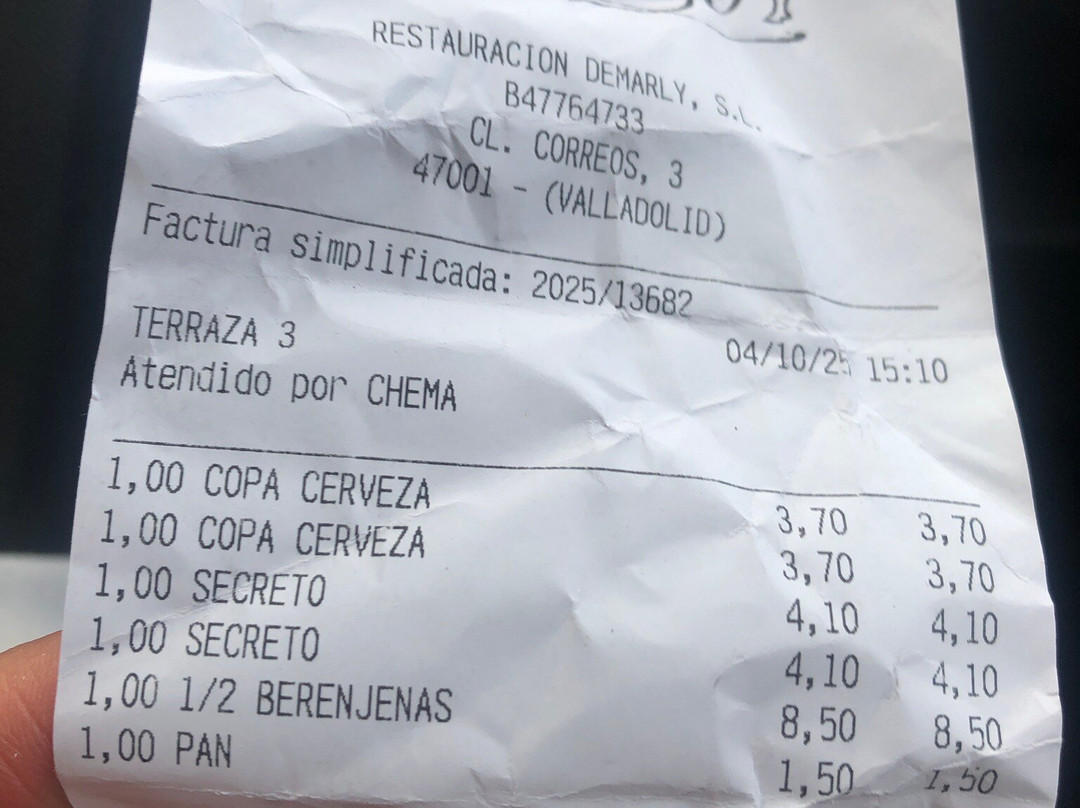 RESTAURACION DEMARLY, S.L.
B47764733
CL. CORREOS, 3
47001 - (VALLADOLID)
Factura simplificada: 2025/13682
TERRAZA 3 04/10/25 15:10
Atendido por CHEMA
1,00 COPA CERVEZA 3,70 3,70
1,00 COPA CERVEZA 3,70 3,70
1,00 SECRETO 4,10 4,10
1,00 SECRETO 4,10 4,10
1,00 1/2 BERENJENAS 8,50 8,50
1,00 PAN 1,50 1,50